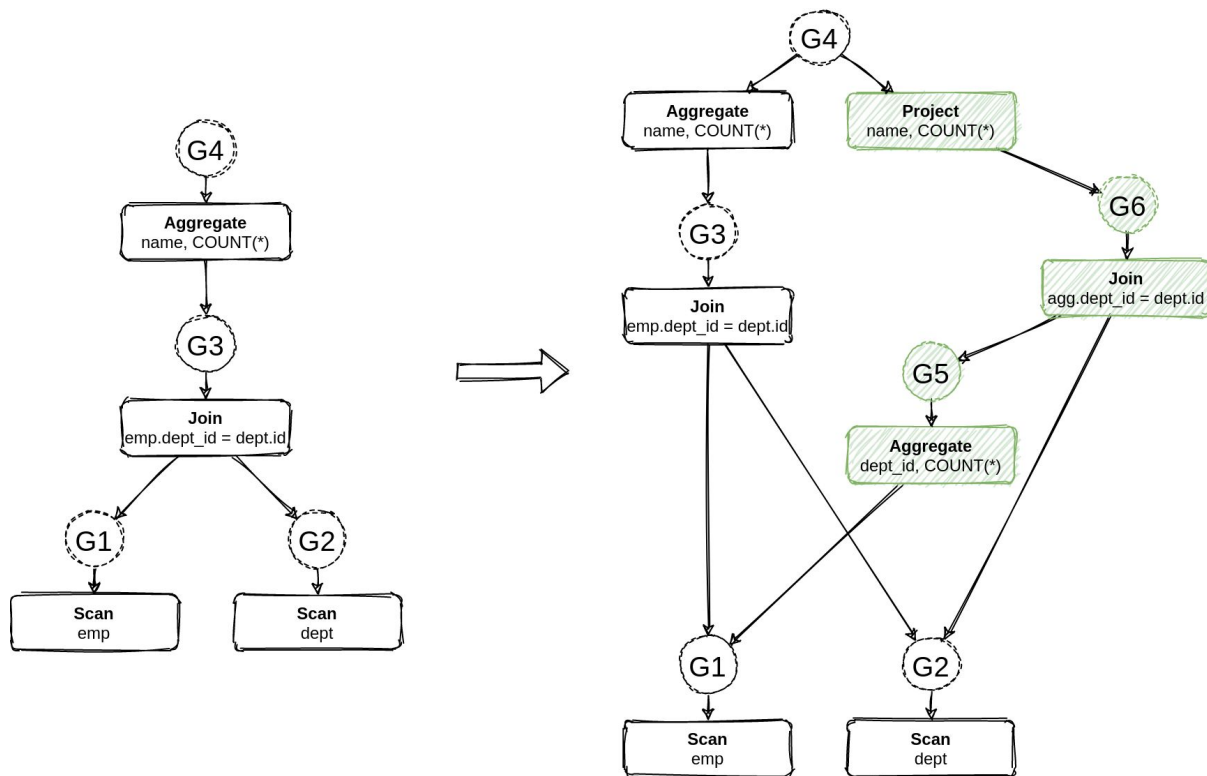 G4
Aggregate
name, COUNT(*)
G3
Join
emp.dept_id = dept.id
G1
G2
Scan
emp
Scan
dept
G4
Aggregate
name, COUNT(*)
Project
name, COUNT(*)
G6
G3
Join
agg.dept_id = dept.id
Join
emp.dept_id = dept.id
G5
Aggregate
dept_id, COUNT(*)
G1
G2
Scan
emp
Scan
dept